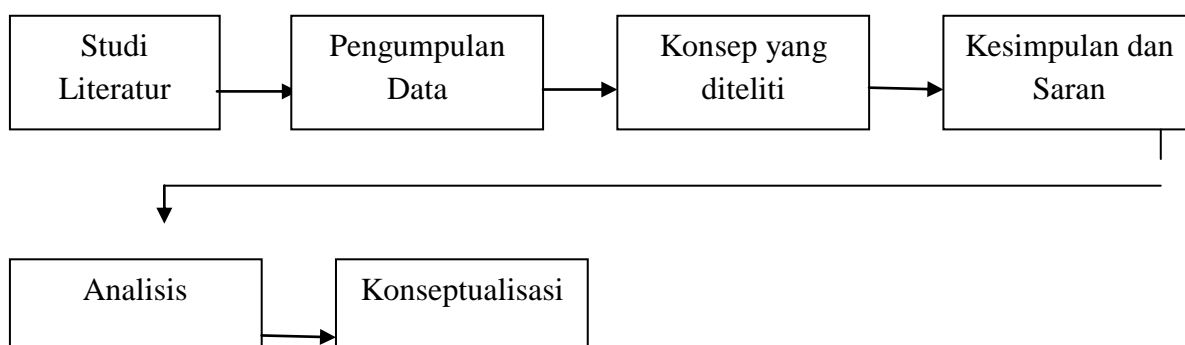 Studi
Literatur
Pengumpulan
Data
Konsep yang
diteliti
Kesimpulan dan
Saran
Analisis
Konseptualisasi